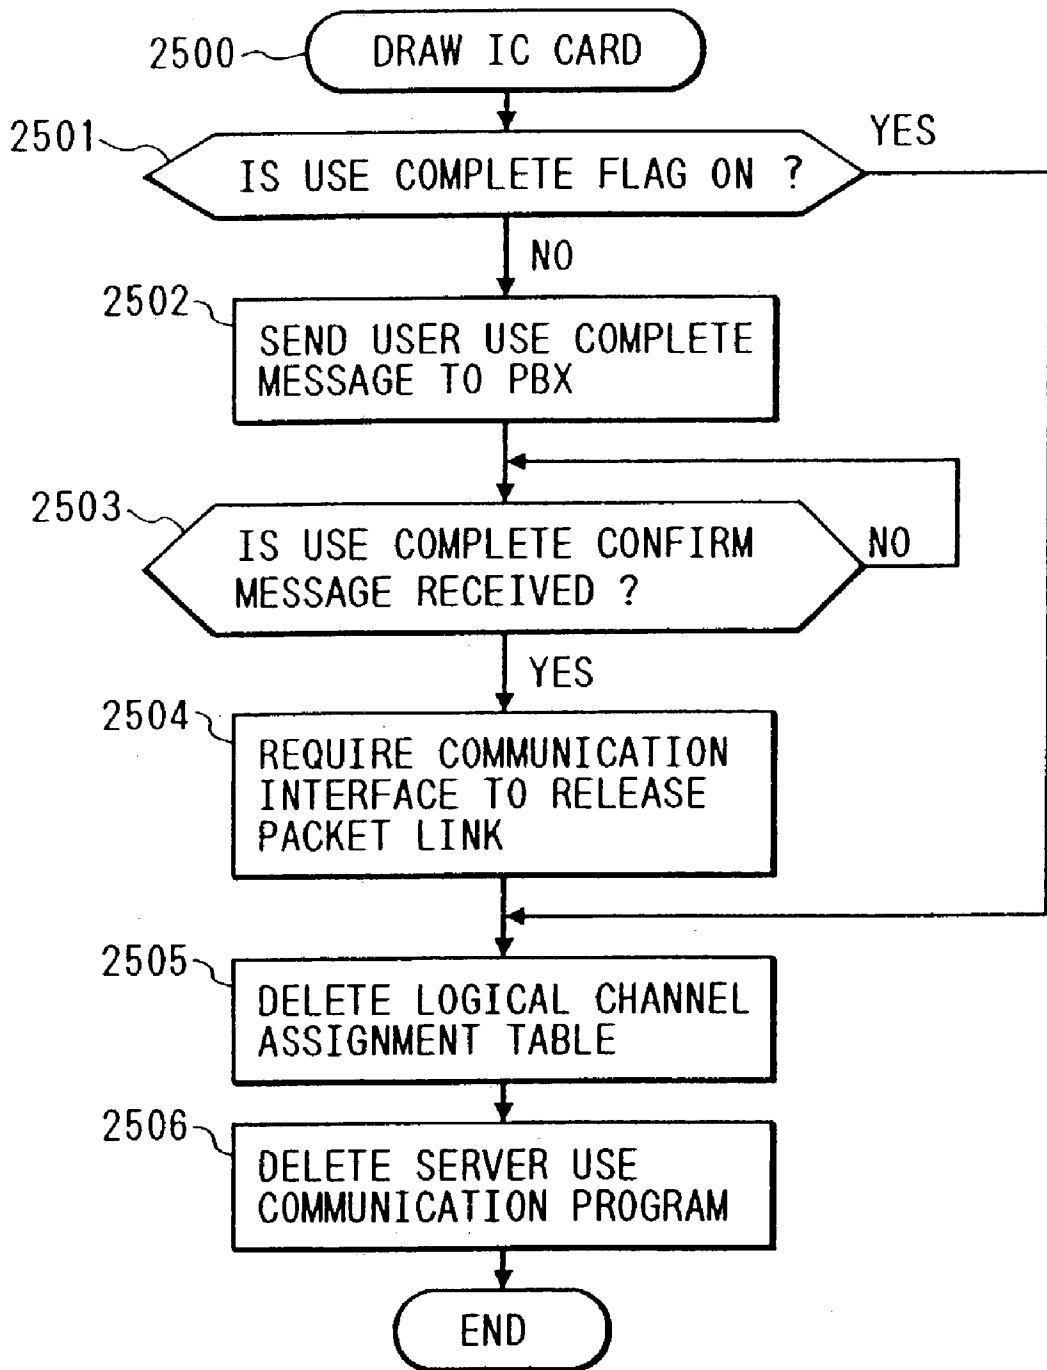 2500
DRAW IC CARD
2501
YES
IS USE COMPLETE FLAG ON ?
NO
2502
SEND USER USE COMPLETE
MESSAGE TO PBX
2503
IS USE COMPLETE CONFIRM
MESSAGE RECEIVED ?
NO
YES
2504
REQUIRE COMMUNICATION
INTERFACE TO RELEASE
PACKET LINK
2505
DELETE LOGICAL CHANNEL
ASSIGNMENT TABLE
2506
DELETE SERVER USE
COMMUNICATION PROGRAM
END